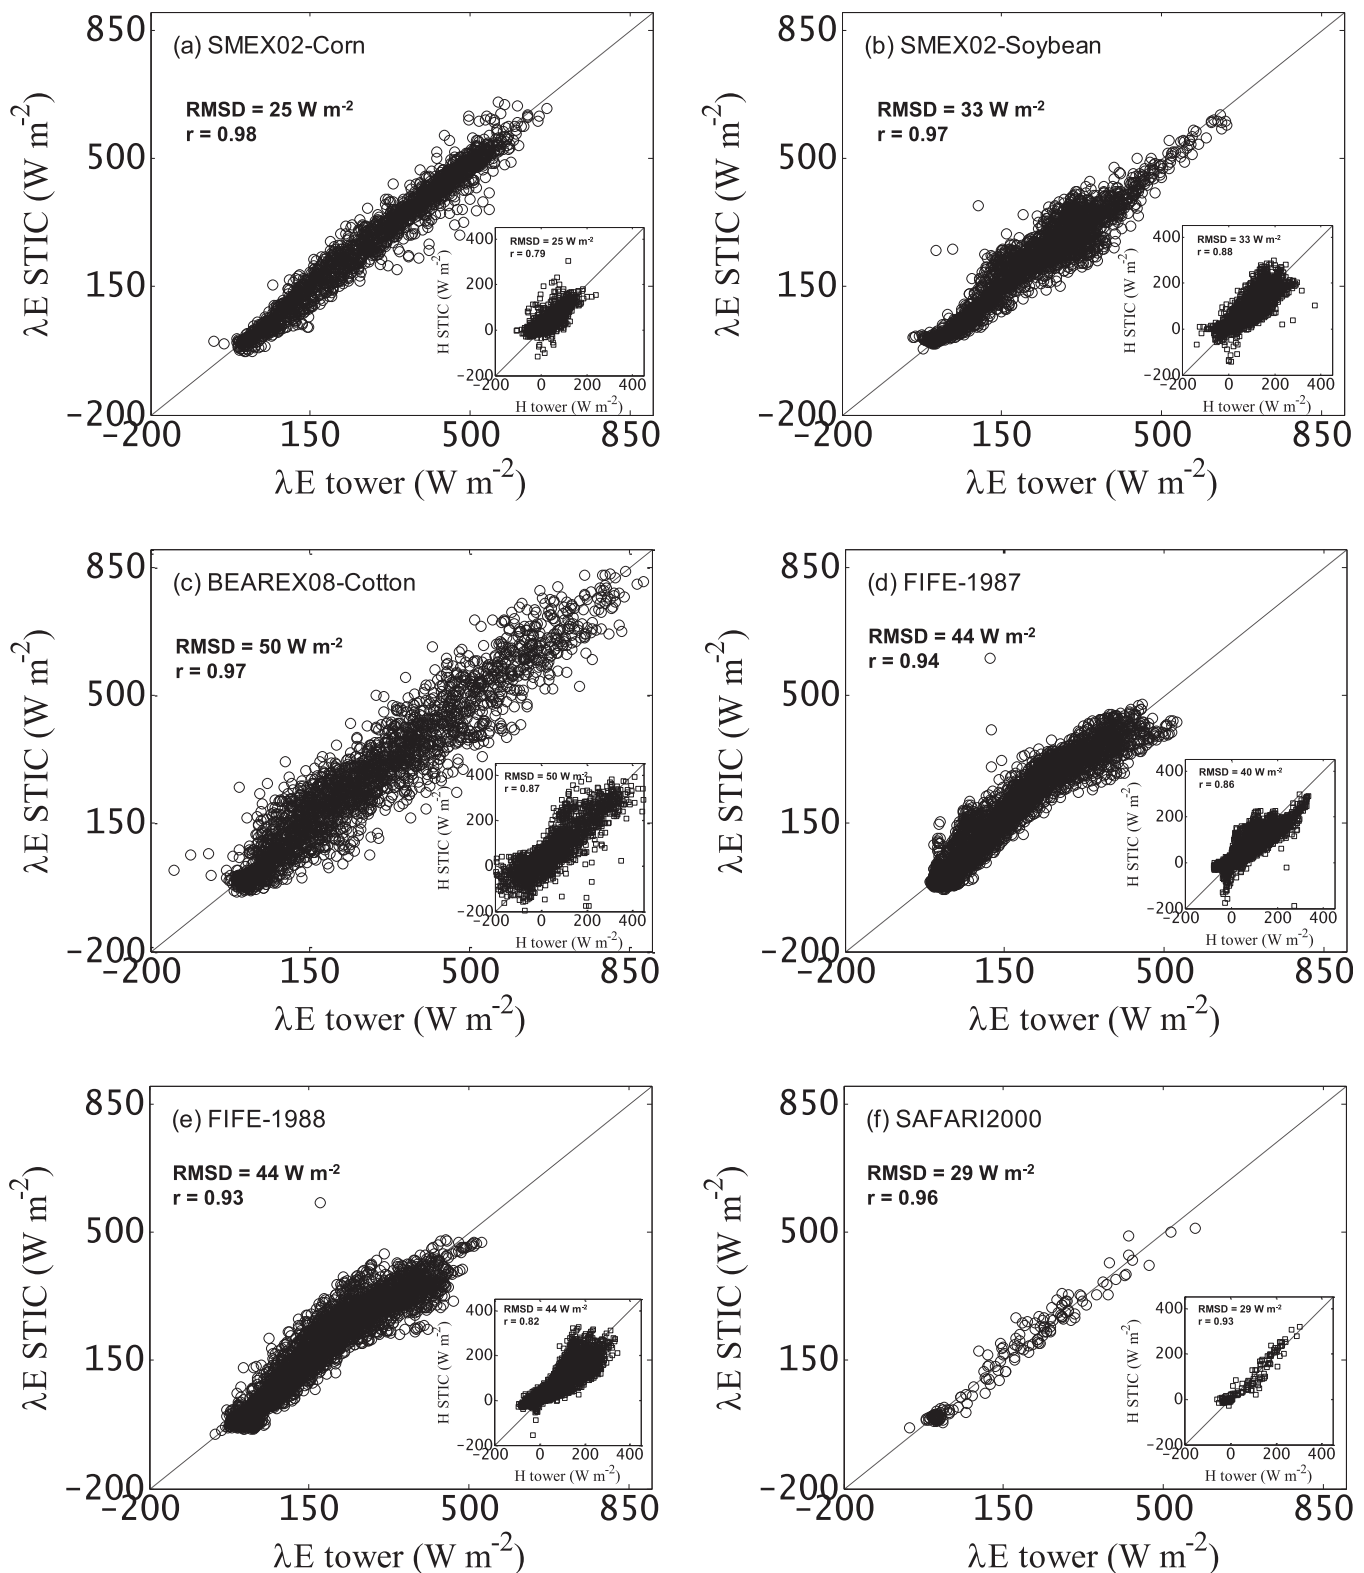 (a) SMEX02-Corn
RMSD = 25 W m-2
r = 0.98
850
500
150
−200
−200
150
500
850
λE STIC (W m-2)
λE tower (W m-2)
RMSD = 25 W m-2
r = 0.79
400
200
0
−200
−200
0
200
400
H STIC (W m-2)
H tower (W m-2)
(b) SMEX02-Soybean
RMSD = 33 W m-2
r = 0.97
850
500
150
−200
−200
150
500
850
λE STIC (W m-2)
λE tower (W m-2)
RMSD = 33 W m-2
r = 0.88
400
200
0
−200
−200
0
200
400
H STIC (W m-2)
H tower (W m-2)
(c) BEAREX08-Cotton
RMSD = 50 W m-2
r = 0.97
850
500
150
−200
−200
150
500
850
λE STIC (W m-2)
λE tower (W m-2)
RMSD = 50 W m-2
r = 0.87
400
200
0
−200
−200
0
200
400
H STIC (W m-2)
H tower (W m-2)
(d) FIFE-1987
RMSD = 44 W m-2
r = 0.94
850
500
150
−200
−200
150
500
850
λE STIC (W m-2)
λE tower (W m-2)
RMSD = 40 W m-2
r = 0.86
400
200
0
−200
−200
0
200
400
H STIC (W m-2)
H tower (W m-2)
(e) FIFE-1988
RMSD = 44 W m-2
r = 0.93
850
500
150
−200
−200
150
500
850
λE STIC (W m-2)
λE tower (W m-2)
RMSD = 44 W m-2
r = 0.82
400
200
0
−200
−200
0
200
400
H STIC (W m-2)
H tower (W m-2)
(f) SAFARI2000
RMSD = 29 W m-2
r = 0.96
850
500
150
−200
−200
150
500
850
λE STIC (W m-2)
λE tower (W m-2)
RMSD = 29 W m-2
r = 0.93
400
200
0
−200
−200
0
200
400
H STIC (W m-2)
H tower (W m-2)